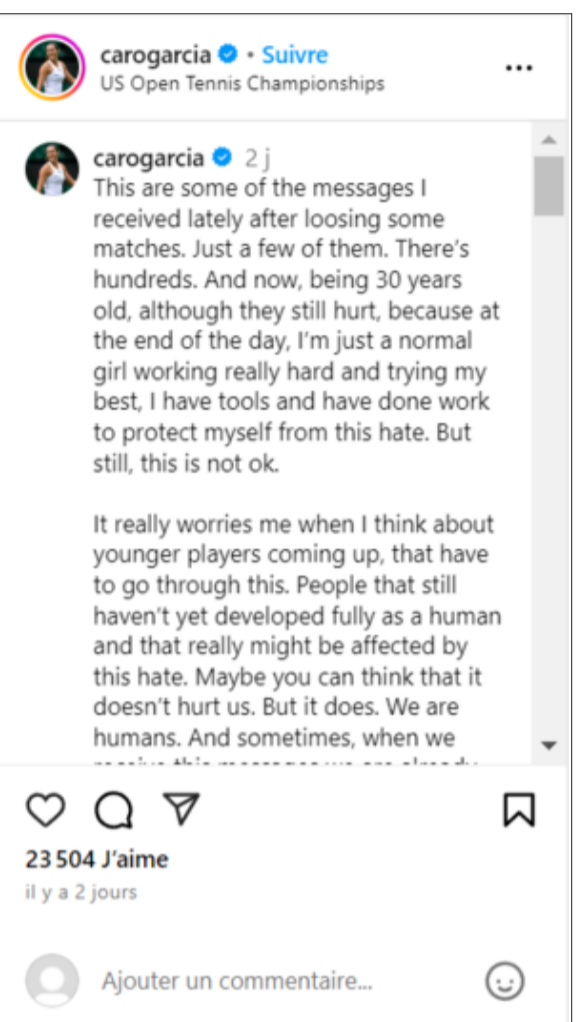 carogarcia • Suivre
US Open Tennis Championships
carogarcia 2 j
This are some of the messages I
received lately after loosing some
matches. Just a few of them. There's
hundreds. And now, being 30 years
old, although they still hurt, because at
the end of the day, I'm just a normal
girl working really hard and trying my
best, I have tools and have done work
to protect myself from this hate. But
still, this is not ok.
It really worries me when I think about
younger players coming up, that have
to go through this. People that still
haven't yet developed fully as a human
and that really might be affected by
this hate. Maybe you can think that it
doesn't hurt us. But it does. We are
humans. And sometimes, when we
receive this messages we are already
23 504 J'aime
il y a 2 jours
Ajouter un commentaire...